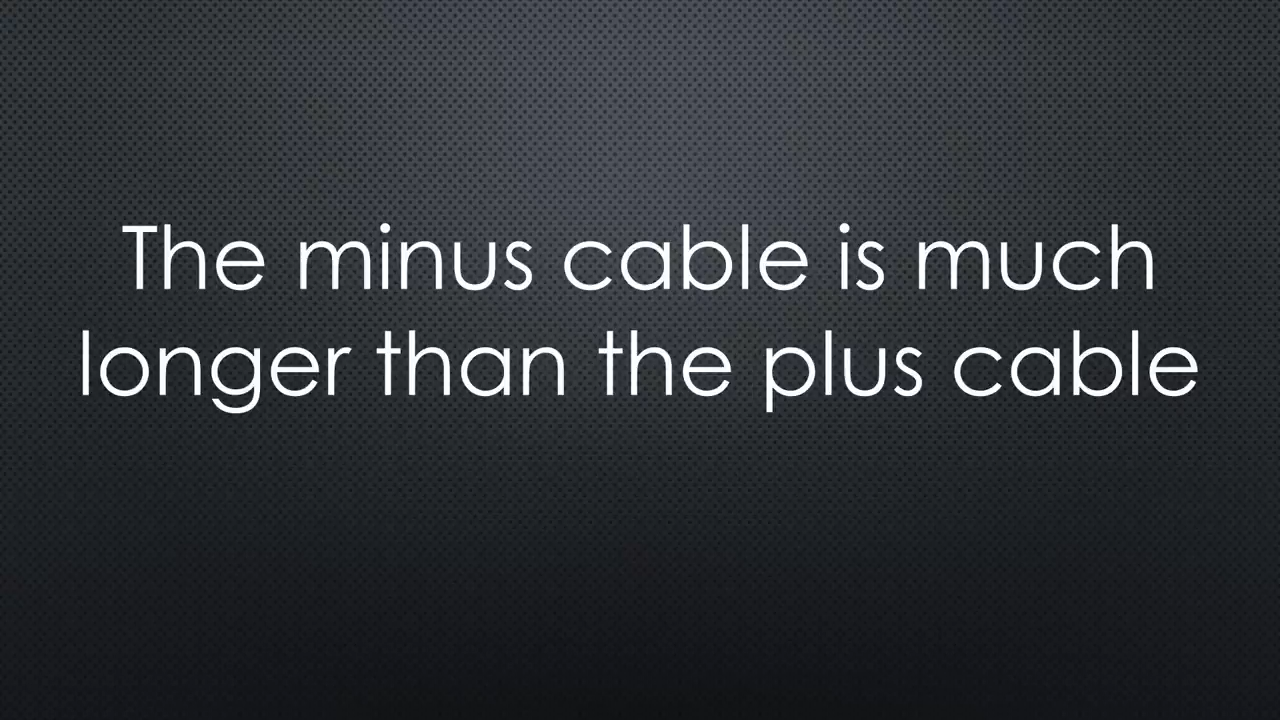 The minus cable is much
longer than the plus cable